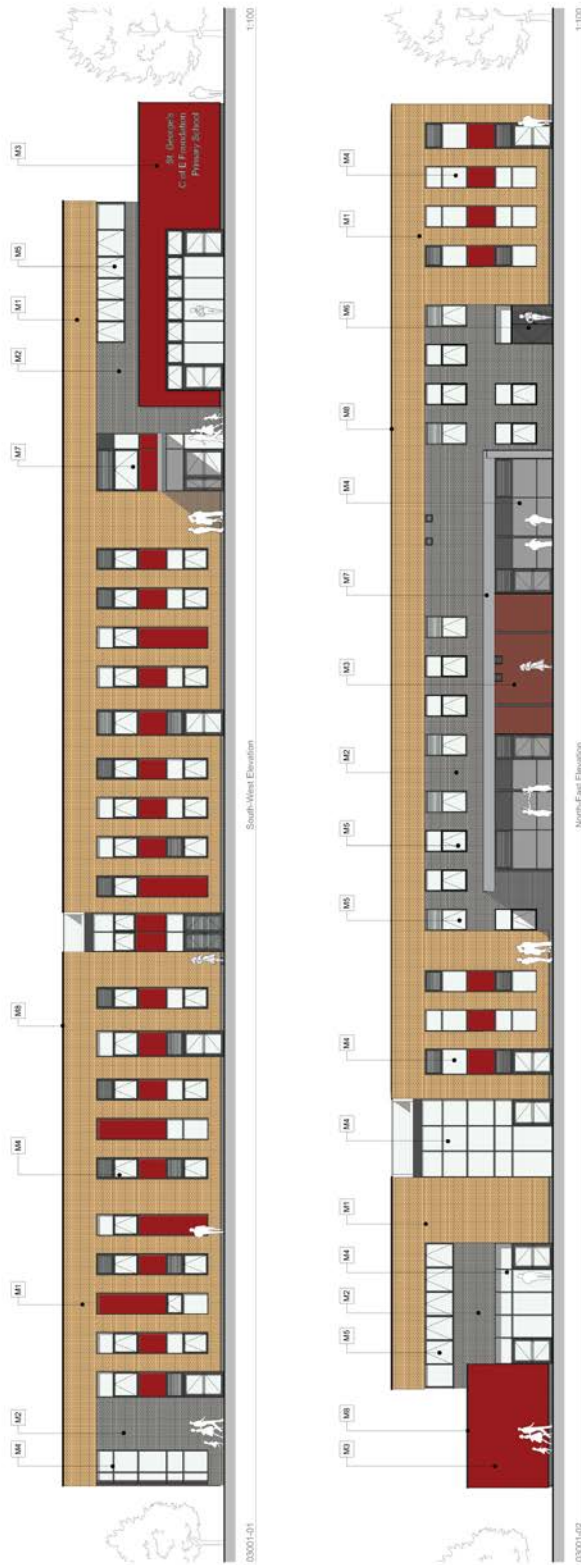 M4
M2
M1
M4
M8
M7
M2
M1
M5
M3
St. George's
C of E Foundation
Primary School
03001-01
South-West Elevation
1:100
M3
M8
M5
M2
M4
M1
M4
M4
M5
M5
M2
M3
M7
M4
M8
M6
M1
M4
03001-02
North-East Elevation
1:100